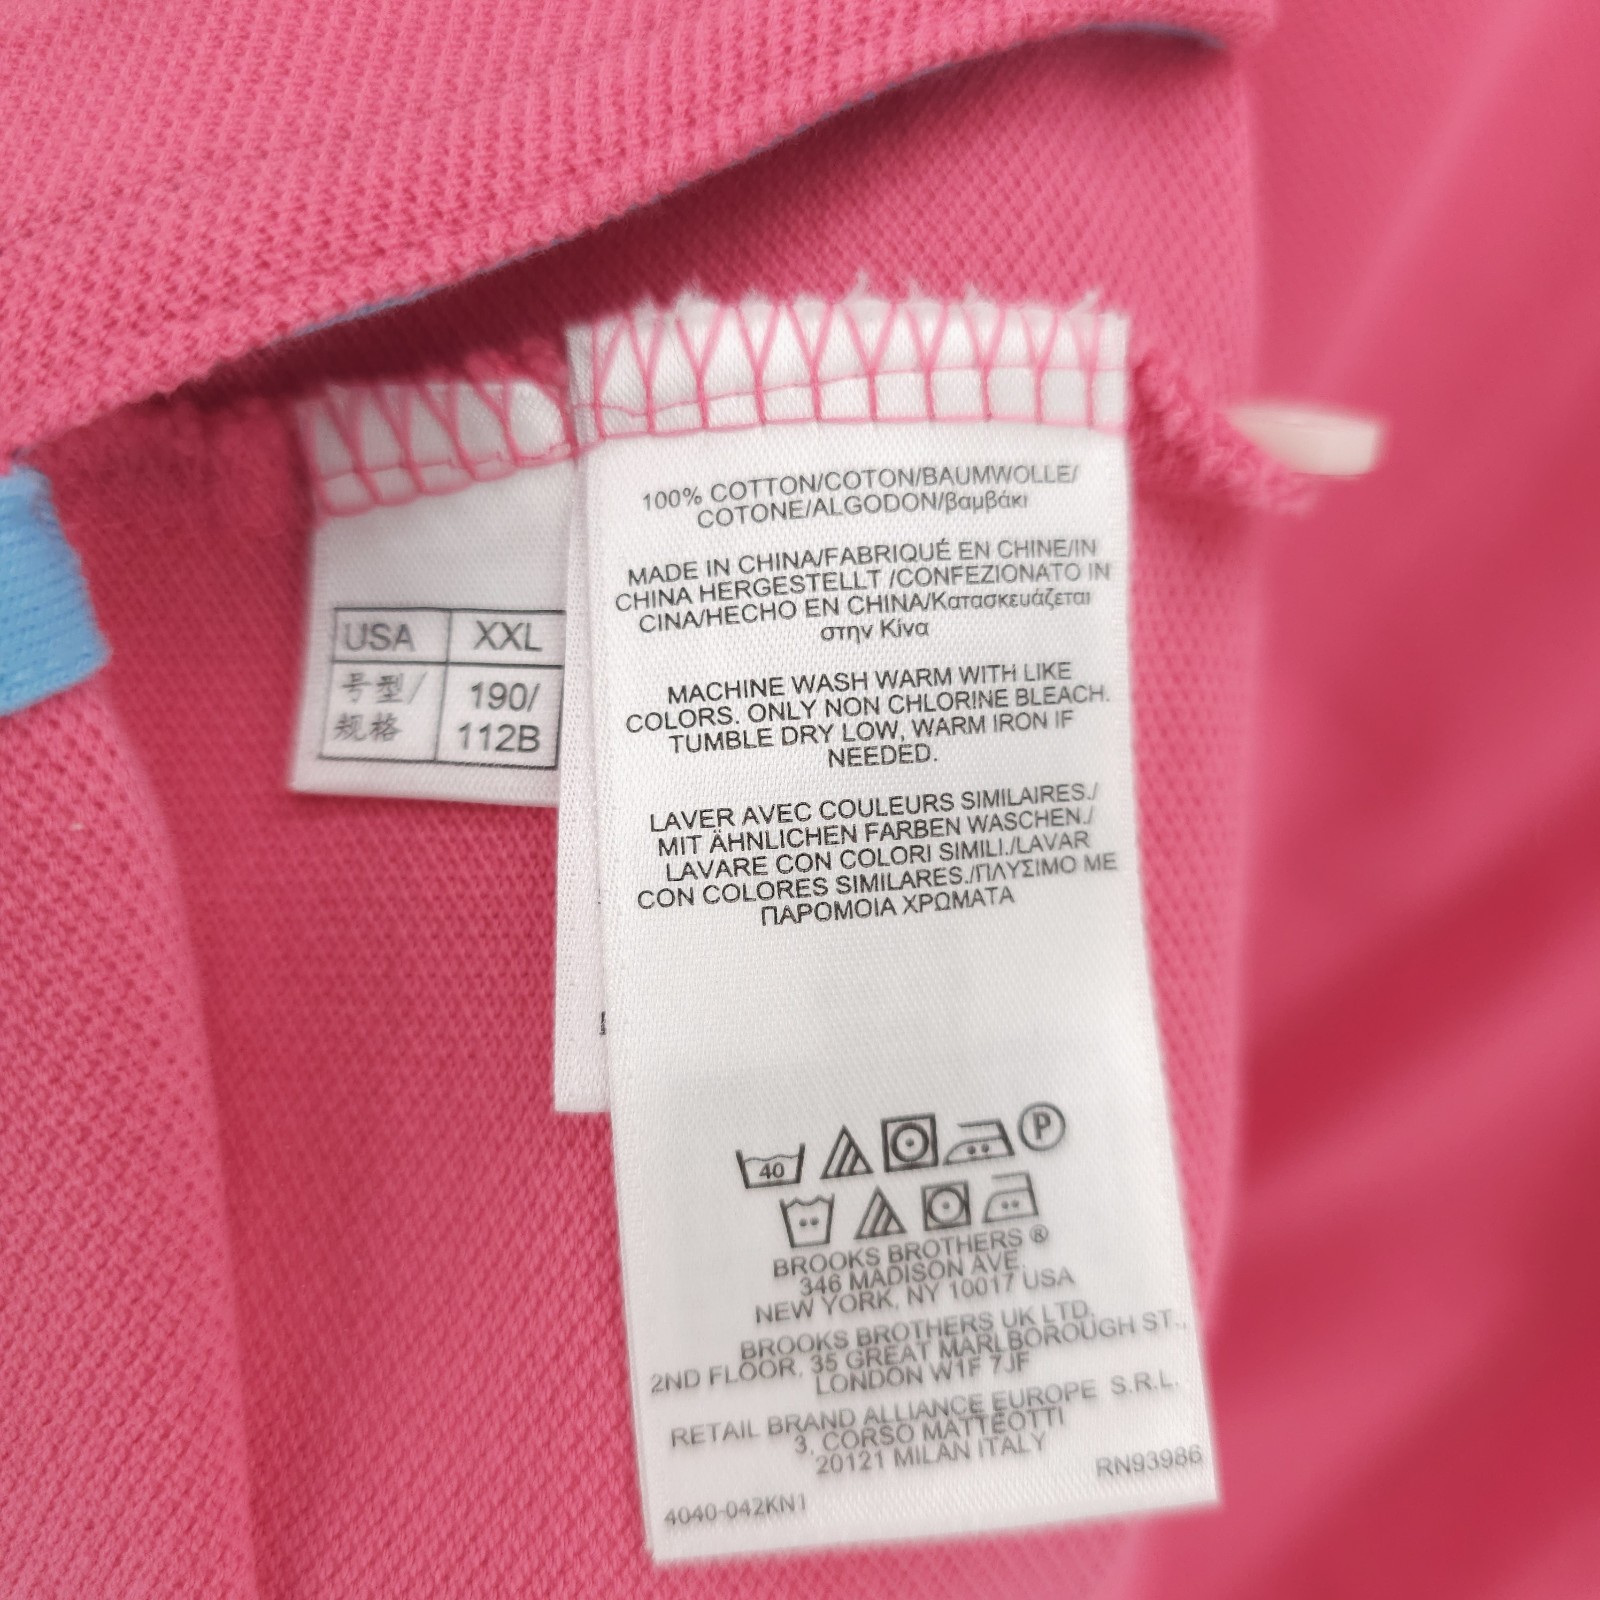 USA XXL
号型/ 190/
规格 112B
100% COTTON/COTON/BAUMWOLLE/
COTONE/ALGODON/βαμβάκι
MADE IN CHINA/FABRIQUÉ EN CHINE/IN
CHINA HERGESTELLT /CONFEZIONATO IN
CINA/HECHO EN CHINA/Κατασκευάζεται
στην Κίνα
MACHINE WASH WARM WITH LIKE
COLORS. ONLY NON CHLORINE BLEACH.
TUMBLE DRY LOW, WARM IRON IF
NEEDED.
LAVER AVEC COULEURS SIMILAIRES./
MIT ÄHNLICHEN FARBEN WASCHEN./
LAVARE CON COLORI SIMILI./LAVAR
CON COLORES SIMILARES./ΠΛΥΣΙΜΟ ΜΕ
ΠΑΡΟΜΟΙΑ ΧΡΩΜΑΤΑ
40 P
BROOKS BROTHERS ®
346 MADISON AVE.
NEW YORK, NY 10017 USA
BROOKS BROTHERS UK LTD.
2ND FLOOR, 35 GREAT MARLBOROUGH ST.,
LONDON W1F 7JF
RETAIL BRAND ALLIANCE EUROPE S.R.L.
3, CORSO MATTEOTTI
20121 MILAN ITALY
RN93986
4040-042KN1